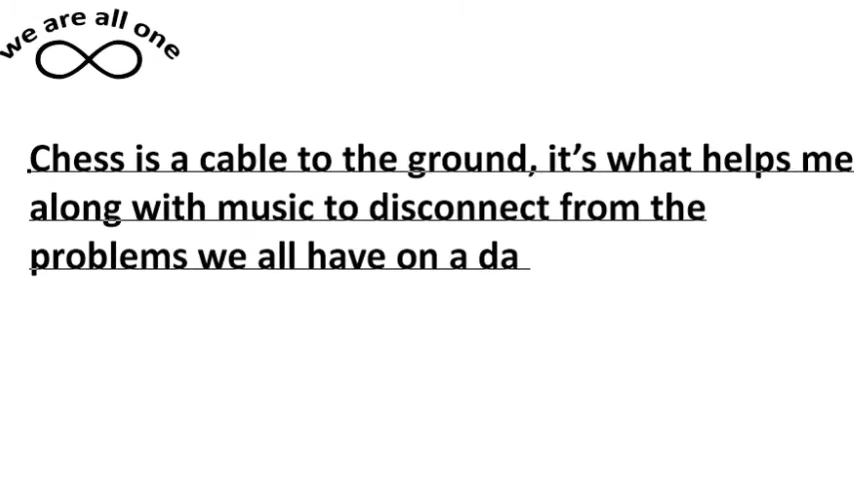 we are all one
Chess is a cable to the ground, it’s what helps me
along with music to disconnect from the
problems we all have on a da